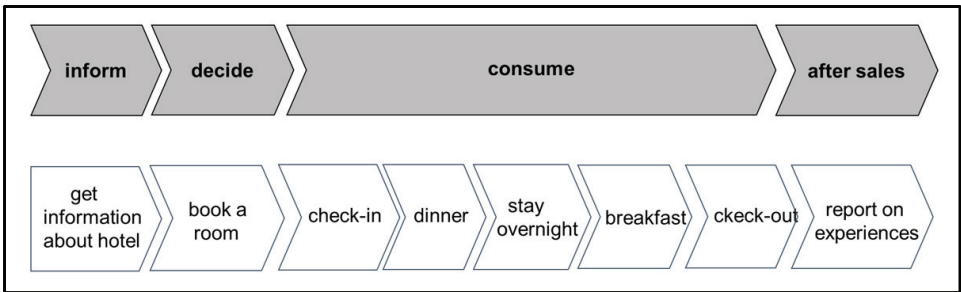 inform
decide
consume
after sales
get
information
about hotel
book a
room
check-in
dinner
stay
overnight
breakfast
ckeck-out
report on
experiences